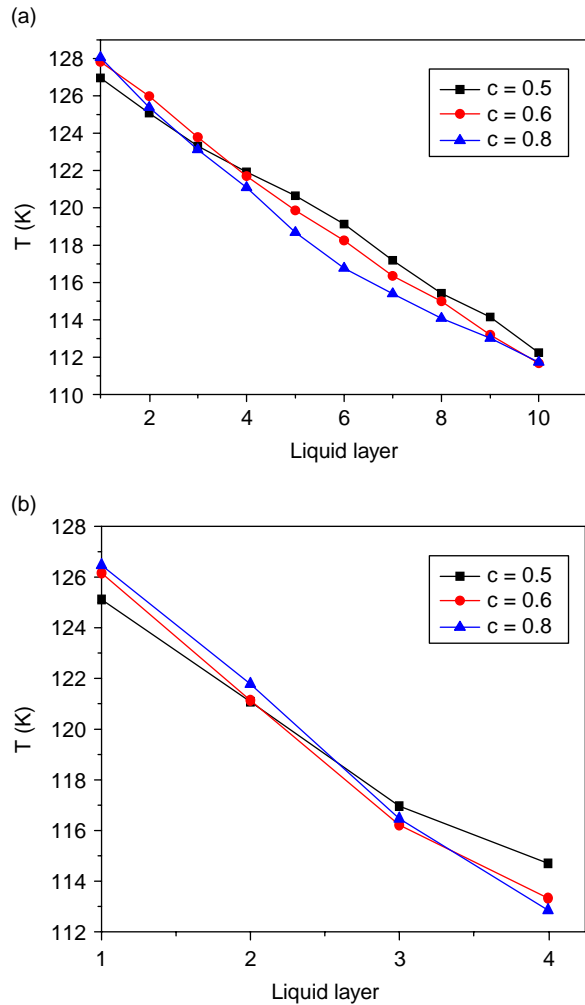 (a)
128
126
124
122
120
118
116
114
112
110
T (K)
2
4
6
8
10
Liquid layer
c = 0.5
c = 0.6
c = 0.8
(b)
128
126
124
122
120
118
116
114
112
T (K)
1
2
3
4
Liquid layer
c = 0.5
c = 0.6
c = 0.8